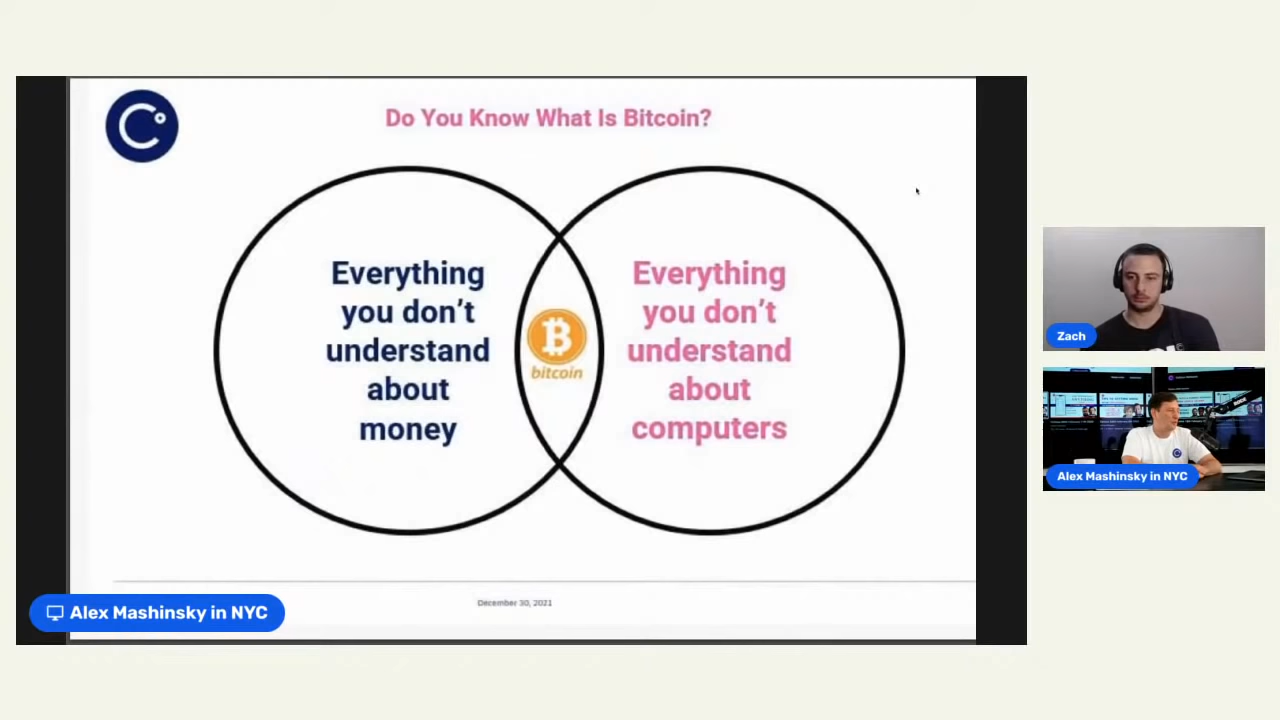 Do You Know What Is Bitcoin?
Everything
you don’t
understand
about
money
bitcoin
Everything
you don’t
understand
about
computers
December 30, 2021
Alex Mashinsky in NYC
Zach
Alex Mashinsky in NYC